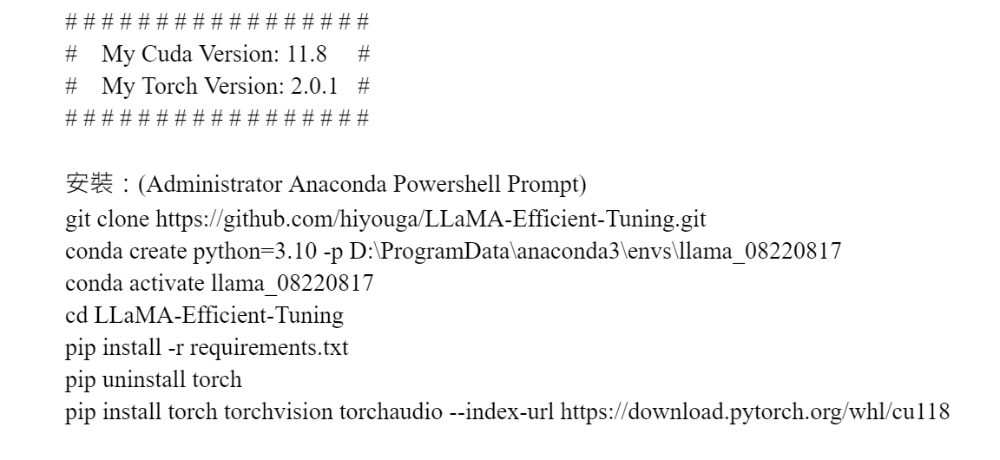 # # # # # # # # # # # # # # # # #
# My Cuda Version: 11.8 #
# My Torch Version: 2.0.1 #
# # # # # # # # # # # # # # # # #
安裝：(Administrator Anaconda Powershell Prompt)
git clone https://github.com/hiyouga/LLaMA-Efficient-Tuning.git
conda create python=3.10 -p D:\ProgramData\anaconda3\envs\llama_08220817
conda activate llama_08220817
cd LLaMA-Efficient-Tuning
pip install -r requirements.txt
pip uninstall torch
pip install torch torchvision torchaudio --index-url https://download.pytorch.org/whl/cu118